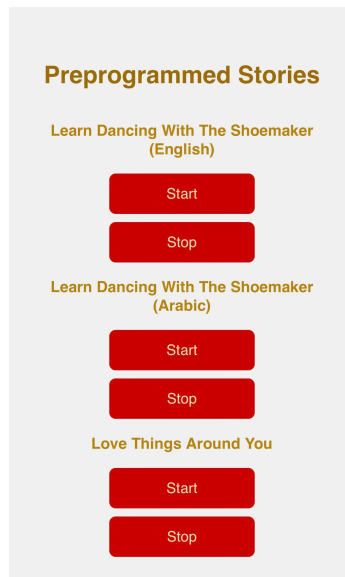 Preprogrammed Stories
Learn Dancing With The Shoemaker
(English)
Start
Stop
Learn Dancing With The Shoemaker
(Arabic)
Start
Stop
Love Things Around You
Start
Stop